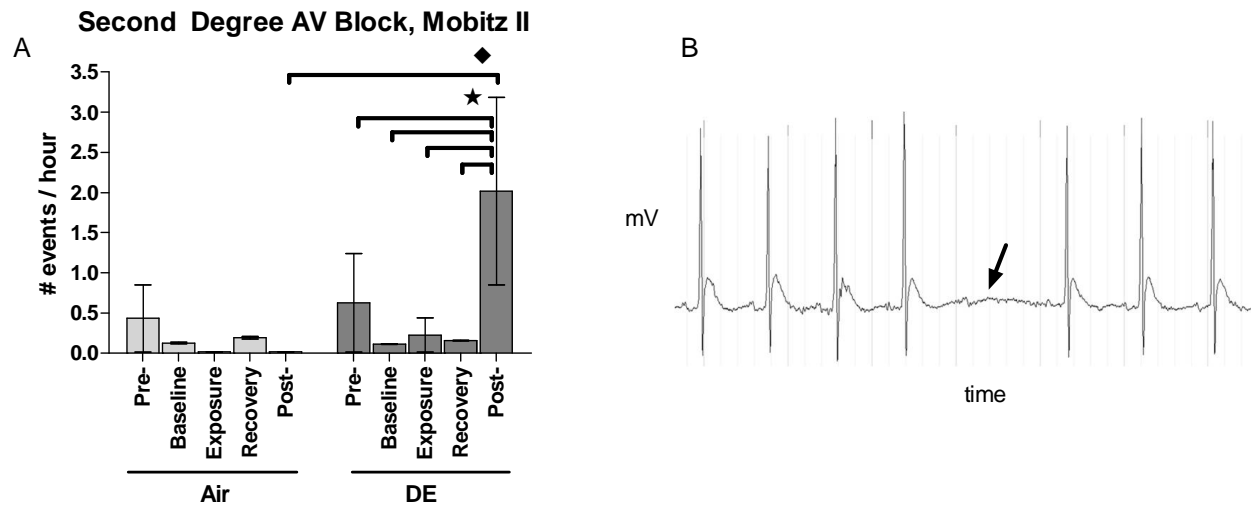 Second Degree AV Block, Mobitz II
A
3.5
3.0
2.5
2.0
1.5
1.0
0.5
0.0
# events / hour
Pre-
Baseline
Exposure
Recovery
Post-
Pre-
Baseline
Exposure
Recovery
Post-
Air
DE
B
mV
time